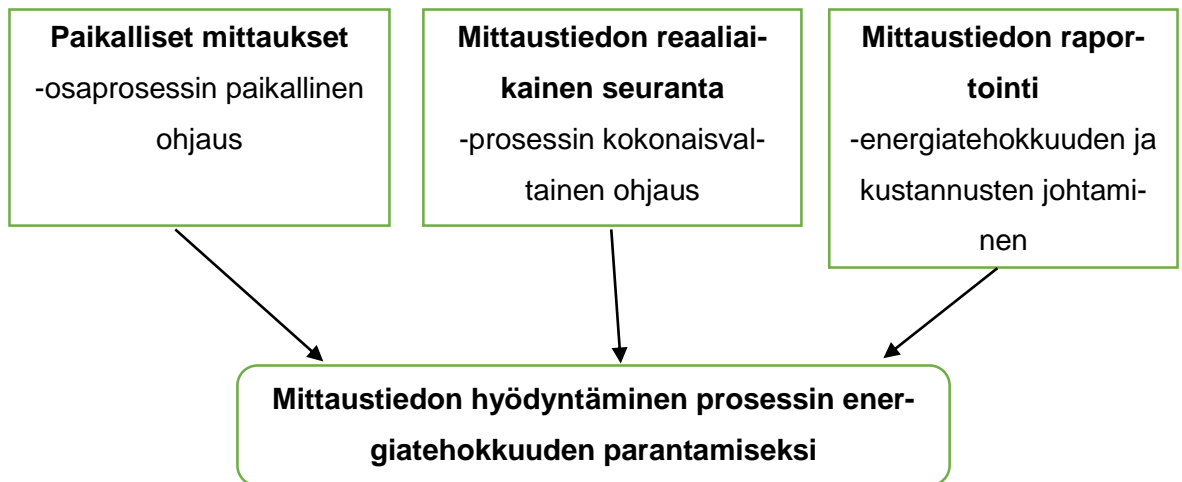 Paikalliset mittaukset
-osaprosessin paikallinen
ohjaus
Mittaustiedon reaaliai-
kainen seuranta
-prosessin kokonaisval-
tainen ohjaus
Mittaustiedon rapor-
tointi
-energiatehokkuuden ja
kustannusten johtami-
nen
Mittaustiedon hyödyntäminen prosessin ener-
giatehokkuuden parantamiseksi